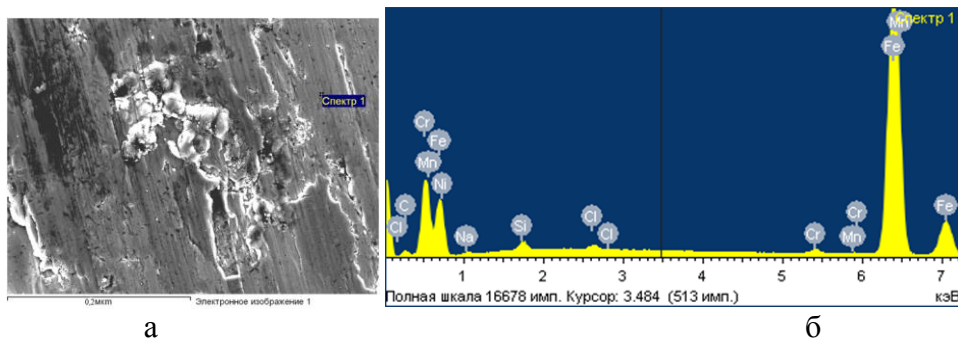 Спектр 1
0,2мкm
Электронное изображение 1
а
Спектр 1
Mn
Fe
Cr
Fe
Mn
Ni
C
Cl
Na
Si
Cl
Cl
Cr
Cr
Mn
Fe
1 2 3 4 5 6 7
Полная шкала 16678 имп. Курсор: 3.484 (513 имп.) кэВ
б